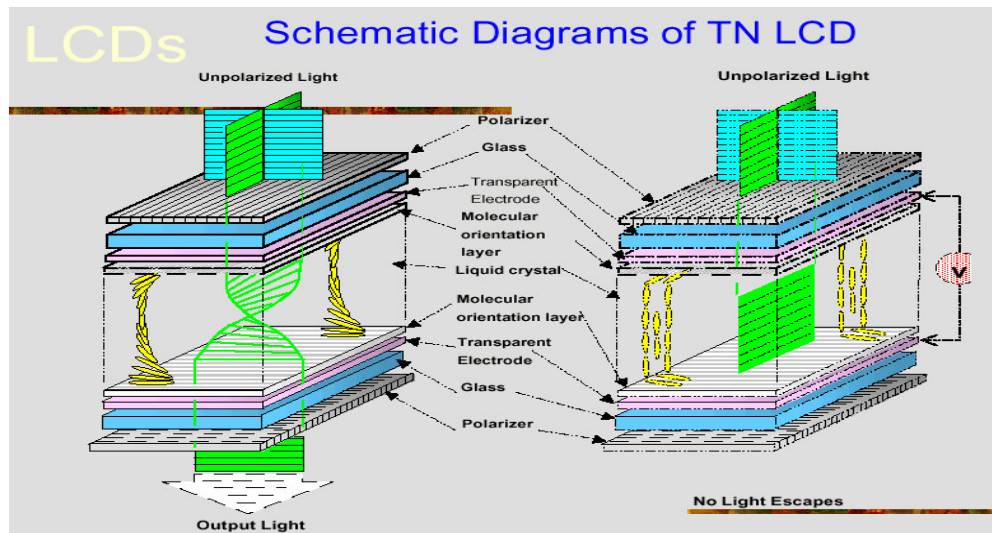 LCDs
Schematic Diagrams of TN LCD
Unpolarized Light
Unpolarized Light
Polarizer
Glass
Transparent
Electrode
Molecular
orientation
layer
Liquid crystal
Molecular
orientation layer
Transparent
Electrode
Glass
Polarizer
V
Output Light
No Light Escapes